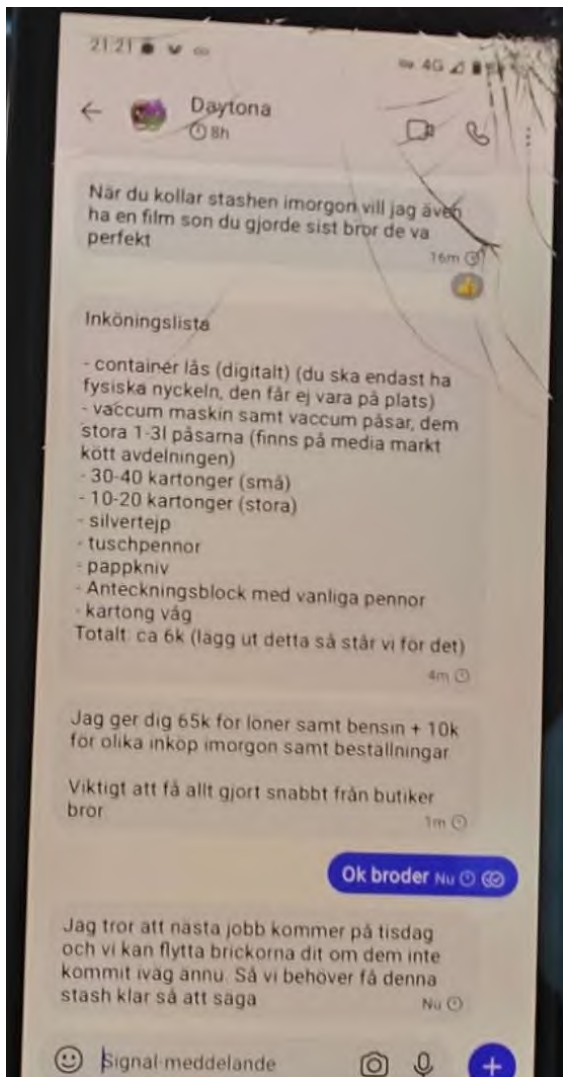 21:21
4G
Daytona
8h
När du kollar stashen imorgon vill jag även
ha en film son du gjorde sist bror de va
perfekt
16m
Inköningslista
- container lås (digitalt) (du ska endast ha
fysiska nyckeln, den får ej vara på plats)
- vaccum maskin samt vaccum påsar, dem
stora 1-3l påsarna (finns på media markt
kött avdelningen)
- 30-40 kartonger (små)
- 10-20 kartonger (stora)
- silvertejp
- tuschpennor
- pappkniv
- Anteckningsblock med vanliga pennor
- kartong våg
Totalt: ca 6k (lägg ut detta så står vi för det)
4m
Jag ger dig 65k för löner samt bensin + 10k
för olika inköp imorgon samt beställningar
Viktigt att få allt gjort snabbt från butiker
bror
1m
Ok broder Nu
Jag tror att nästa jobb kommer på tisdag
och vi kan flytta brickorna dit om dem inte
kommit iväg ännu. Så vi behöver få denna
stash klar så att säga
Nu
Signal-meddelande